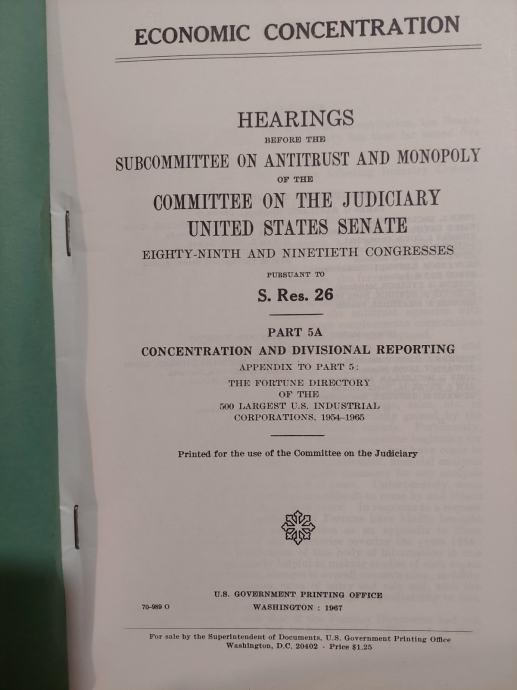 ECONOMIC CONCENTRATION
HEARINGS
BEFORE THE
SUBCOMMITTEE ON ANTITRUST AND MONOPOLY
OF THE
COMMITTEE ON THE JUDICIARY
UNITED STATES SENATE
EIGHTY-NINTH AND NINETIETH CONGRESSES
PURSUANT TO
S. Res. 26
PART 5A
CONCENTRATION AND DIVISIONAL REPORTING
APPENDIX TO PART 5:
THE FORTUNE DIRECTORY
OF THE
500 LARGEST U.S. INDUSTRIAL
CORPORATIONS, 1954–1965
Printed for the use of the Committee on the Judiciary
U.S. GOVERNMENT PRINTING OFFICE
70-989 O WASHINGTON : 1967
For sale by the Superintendent of Documents, U.S. Government Printing Office
Washington, D.C. 20402 - Price $1.25